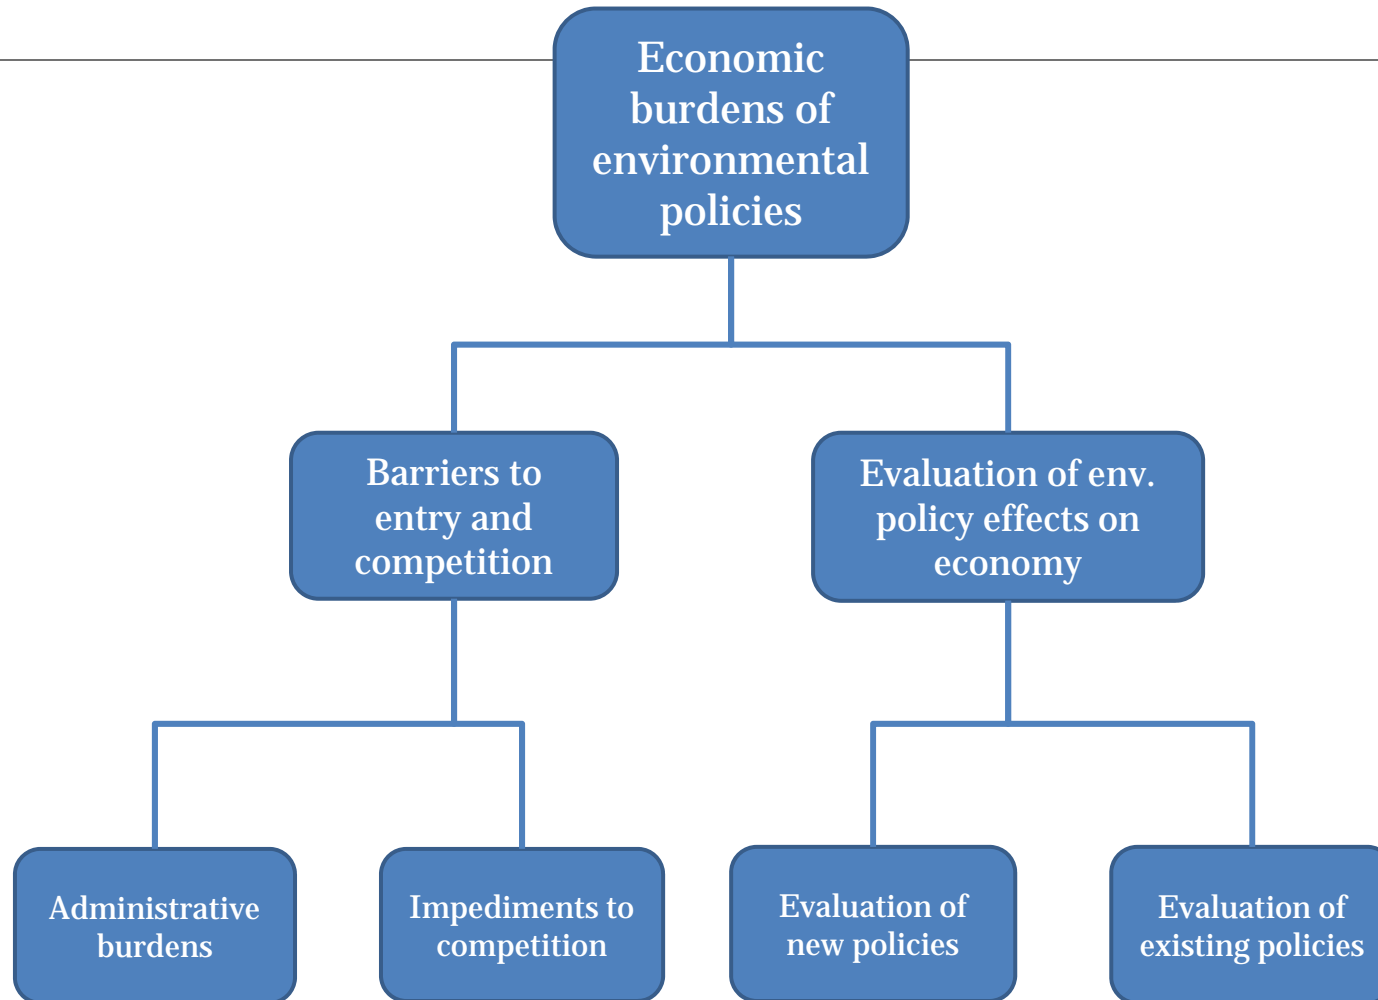 Economic
burdens of
environmental
policies
Barriers to
entry and
competition
Evaluation of env.
policy effects on
economy
Administrative
burdens
Impediments to
competition
Evaluation of
new policies
Evaluation of
existing policies